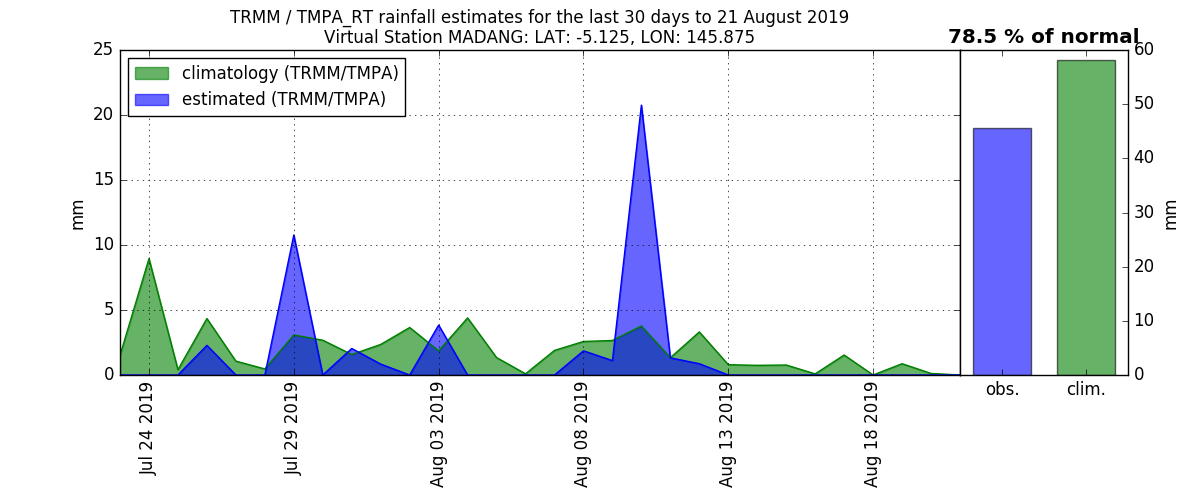 TRMM / TMPA_RT rainfall estimates for the last 30 days to 21 August 2019
Virtual Station MADANG: LAT: -5.125, LON: 145.875
78.5 % of normal
climatology (TRMM/TMPA)
estimated (TRMM/TMPA)
25
20
15
10
5
0
mm
Jul 24 2019
Jul 29 2019
Aug 03 2019
Aug 08 2019
Aug 13 2019
Aug 18 2019
60
50
40
30
20
10
0
mm
obs.
clim.